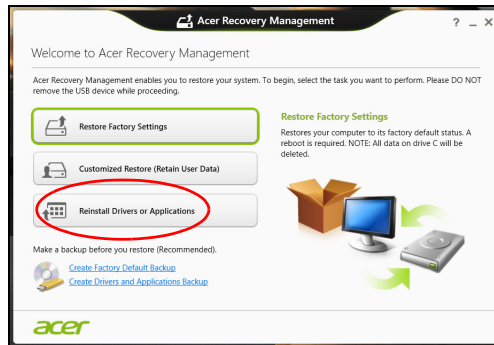 Acer Recovery Management
? _ X
Welcome to Acer Recovery Management
Acer Recovery Management enables you to restore your system. To begin, select the task you want to perform. Please DO NOT
remove the USB device while proceeding.
Restore Factory Settings
Customized Restore (Retain User Data)
Reinstall Drivers or Applications
Restore Factory Settings
Restores your computer to its factory default status. A
reboot is required. NOTE: All data on drive C will be
deleted.
Make a backup before you restore (Recommended).
Create Factory Default Backup
Create Drivers and Applications Backup
acer